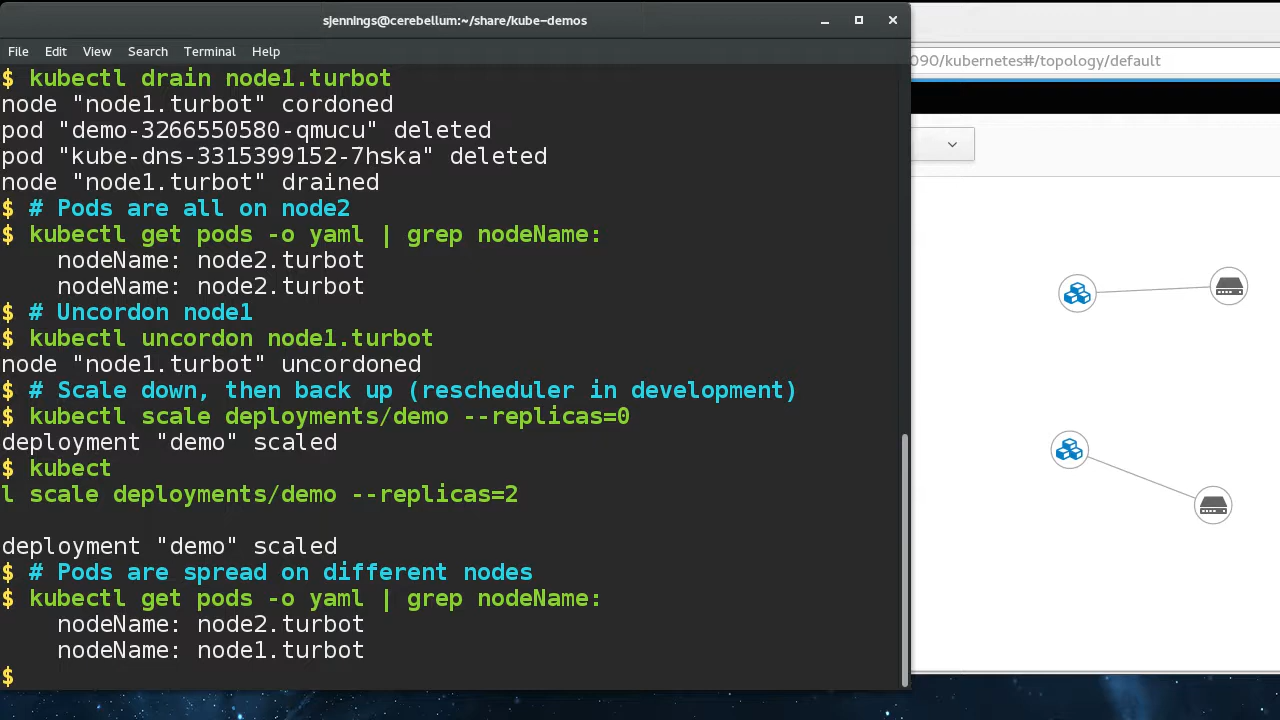 sjennings@cerebellum:~/share/kube-demos
File Edit View Search Terminal Help
090/kubernetes#/topology/default
$ kubectl drain node1.turbot
node "node1.turbot" cordoned
pod "demo-3266550580-qmucu" deleted
pod "kube-dns-3315399152-7hska" deleted
node "node1.turbot" drained
$ # Pods are all on node2
$ kubectl get pods -o yaml | grep nodeName:
    nodeName: node2.turbot
    nodeName: node2.turbot
$ # Uncordon node1
$ kubectl uncordon node1.turbot
node "node1.turbot" uncordoned
$ # Scale down, then back up (rescheduler in development)
$ kubectl scale deployments/demo --replicas=0
deployment "demo" scaled
$ kubect
l scale deployments/demo --replicas=2
deployment "demo" scaled
$ # Pods are spread on different nodes
$ kubectl get pods -o yaml | grep nodeName:
    nodeName: node2.turbot
    nodeName: node1.turbot
$